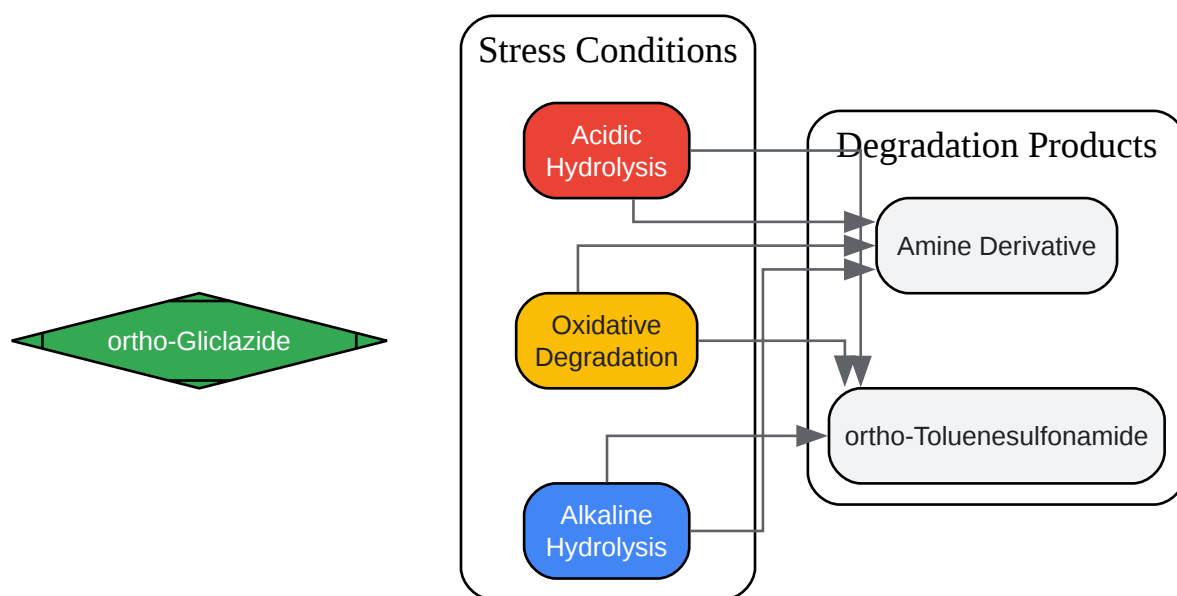 Stress Conditions
Acidic
Hydrolysis
Degradation Products
Amine Derivative
ortho-Gliclazide
Oxidative
Degradation
ortho-Toluenesulfonamide
Alkaline
Hydrolysis